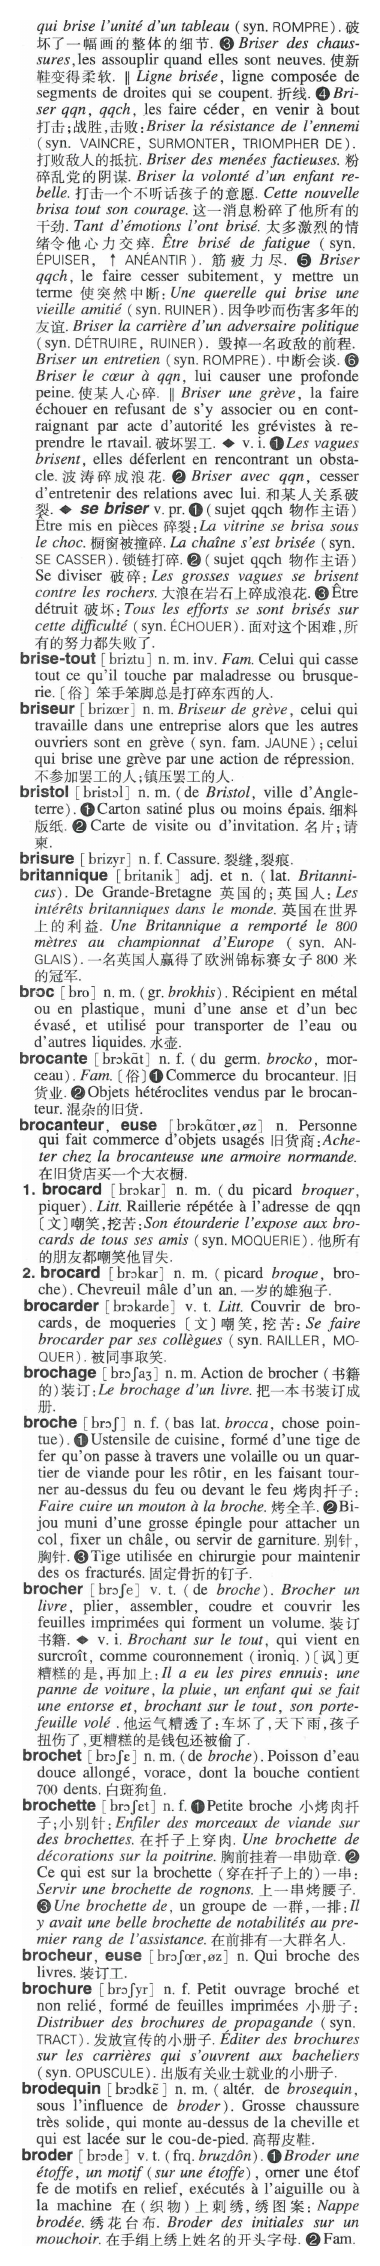 qui brise l'unité d'un tableau (syn. ROMPRE). 破
坏了一幅画的整体的细节. ❸ Briser des chaus-
sures, les assouplir quand elles sont neuves. 使新
鞋变得柔软. ‖ Ligne brisée, ligne composée de
segments de droites qui se coupent. 折线. ❹ Bri-
ser qqn, qqch, les faire céder, en venir à bout
打击;战胜,击败: Briser la résistance de l'ennemi
(syn. VAINCRE, SURMONTER, TRIOMPHER DE).
打败敌人的抵抗. Briser des menées factieuses. 粉
碎乱党的阴谋. Briser la volonté d'un enfant re-
belle. 打击一个不听话孩子的意愿. Cette nouvelle
brisa tout son courage. 这一消息粉碎了他所有的
干劲. Tant d'émotions l'ont brisé. 太多激烈的情
绪令他心力交瘁. Être brisé de fatigue (syn.
ÉPUISER, ↑ ANÉANTIR). 筋疲力尽. ❺ Briser
qqch, le faire cesser subitement, y mettre un
terme 使突然中断: Une querelle qui brise une
vieille amitié (syn. RUINER). 因争吵而伤害多年的
友谊. Briser la carrière d'un adversaire politique
(syn. DÉTRUIRE, RUINER). 毁掉一名政敌的前程.
Briser un entretien (syn. ROMPRE). 中断会谈. ❻
Briser le cœur à qqn, lui causer une profonde
peine. 使某人心碎. ‖ Briser une grève, la faire
échouer en refusant de s'y associer ou en cont-
raignant par acte d'autorité les grévistes à re-
prendre le rtavail. 破坏罢工. ◆ v. i. ❶ Les vagues
brisent, elles déferlent en rencontrant un obsta-
cle. 波涛碎成浪花. ❷ Briser avec qqn, cesser
d'entretenir des relations avec lui. 和某人关系破
裂. ◆ se briser v. pr. ❶ (sujet qqch 物作主语)
Être mis en pièces 碎裂: La vitrine se brisa sous
le choc. 橱窗被撞碎. La chaîne s'est brisée (syn.
SE CASSER). 锁链打碎. ❷ (sujet qqch 物作主语)
Se diviser 破碎: Les grosses vagues se brisent
contre les rochers. 大浪在岩石上碎成浪花. ❸ Être
détruit 破坏: Tous les efforts se sont brisés sur
cette difficulté (syn. ÉCHOUER). 面对这个困难,所
有的努力都失败了.
brise-tout [briztu] n. m. inv. Fam. Celui qui casse
tout ce qu'il touche par maladresse ou brusque-
rie. [俗] 笨手笨脚总是打碎东西的人.
briseur [brizœr] n. m. Briseur de grève, celui qui
travaille dans une entreprise alors que les autres
ouvriers sont en grève (syn. fam. JAUNE); celui
qui brise une grève par une action de répression.
不参加罢工的人;镇压罢工的人.
bristol [bristɔl] n. m. (de Bristol, ville d'Angle-
terre). ❶ Carton satiné plus ou moins épais. 细料
版纸. ❷ Carte de visite ou d'invitation. 名片;请
柬.
brisure [brizyr] n. f. Cassure. 裂缝,裂痕.
britannique [britanik] adj. et n. (lat. Britanni-
cus). De Grande-Bretagne 英国的;英国人: Les
intérêts britanniques dans le monde. 英国在世界
上的利益. Une Britannique a remporté le 800
mètres au championnat d'Europe (syn. AN-
GLAIS). 一名英国人赢得了欧洲锦标赛女子 800 米
的冠军.
broc [bro] n. m. (gr. brokhis). Récipient en métal
ou en plastique, muni d'une anse et d'un bec
évasé, et utilisé pour transporter de l'eau ou
d'autres liquides. 水壶.
brocante [brɔkɑ̃t] n. f. (du germ. brocko, mor-
ceau). Fam. [俗] ❶ Commerce du brocanteur. 旧
货业. ❷ Objets hétéroclites vendus par le brocan-
teur. 混杂的旧货.
brocanteur, euse [brɔkɑ̃tœr, øz] n. Personne
qui fait commerce d'objets usagés 旧货商: Ache-
ter chez la brocanteuse une armoire normande.
在旧货店买一个大衣橱.
1. brocard [brɔkar] n. m. (du picard broquer,
piquer). Litt. Raillerie répétée à l'adresse de qqn
[文] 嘲笑,挖苦: Son étourderie l'expose aux bro-
cards de tous ses amis (syn. MOQUERIE). 他所有
的朋友都嘲笑他冒失.
2. brocard [brɔkar] n. m. (picard broque, bro-
che). Chevreuil mâle d'un an. 一岁的雄狍子.
brocarder [brɔkarde] v. t. Litt. Couvrir de bro-
cards, de moqueries [文] 嘲笑,挖苦: Se faire
brocarder par ses collègues (syn. RAILLER, MO-
QUER). 被同事取笑.
brochage [brɔʃaʒ] n. m. Action de brocher (书籍
的)装订: Le brochage d'un livre. 把一本书装订成
册.
broche [brɔʃ] n. f. (bas lat. brocca, chose poin-
tue). ❶ Ustensile de cuisine, formé d'une tige de
fer qu'on passe à travers une volaille ou un quar-
tier de viande pour les rôtir, en les faisant tour-
ner au-dessus du feu ou devant le feu 烤肉扦子:
Faire cuire un mouton à la broche. 烤全羊. ❷ Bi-
jou muni d'une grosse épingle pour attacher un
col, fixer un châle, ou servir de garniture. 别针,
胸针. ❸ Tige utilisée en chirurgie pour maintenir
des os fracturés. 固定骨折的钉子.
brocher [brɔʃe] v. t. (de broche). Brocher un
livre, plier, assembler, coudre et couvrir les
feuilles imprimées qui forment un volume. 装订
书籍. ◆ v. i. Brochant sur le tout, qui vient en
surcroît, comme couronnement (ironiq.) [讽] 更
糟糕的是,再加上: Il a eu les pires ennuis: une
panne de voiture, la pluie, un enfant qui se fait
une entorse et, brochant sur le tout, son porte-
feuille volé. 他运气糟透了:车坏了,天下雨,孩子
扭伤了,更糟糕的是钱包还被偷了.
brochet [brɔʃɛ] n. m. (de broche). Poisson d'eau
douce allongé, vorace, dont la bouche contient
700 dents. 白斑狗鱼.
brochette [brɔʃɛt] n. f. ❶ Petite broche 小烤肉扦
子;小别针: Enfiler des morceaux de viande sur
des brochettes. 在扦子上穿肉. Une brochette de
décorations sur la poitrine. 胸前挂着一串勋章. ❷
Ce qui est sur la brochette (穿在扦子上的)一串:
Servir une brochette de rognons. 上一串烤腰子.
❸ Une brochette de, un groupe de 一群,一排: Il
y avait une belle brochette de notabilités au pre-
mier rang de l'assistance. 在前排有一大群名人.
brocheur, euse [brɔʃœr, øz] n. Qui broche des
livres. 装订工.
brochure [brɔʃyr] n. f. Petit ouvrage broché et
non relié, formé de feuilles imprimées 小册子:
Distribuer des brochures de propagande (syn.
TRACT). 发放宣传的小册子. Éditer des brochures
sur les carrières qui s'ouvrent aux bacheliers
(syn. OPUSCULE). 出版有关业士就业的小册子.
brodequin [brɔdkɛ̃] n. m. (altér. de brosequin,
sous l'influence de broder). Grosse chaussure
très solide, qui monte au-dessus de la cheville et
qui est lacée sur le cou-de-pied. 高帮皮鞋.
broder [brɔde] v. t. (frq. bruzdôn). ❶ Broder une
étoffe, un motif (sur une étoffe), orner une étof
fe de motifs en relief, exécutés à l'aiguille ou à
la machine 在(织物)上刺绣,绣图案: Nappe
brodée. 绣花台布. Broder des initiales sur un
mouchoir. 在手绢上绣上姓名的开头字母. ❷ Fam.